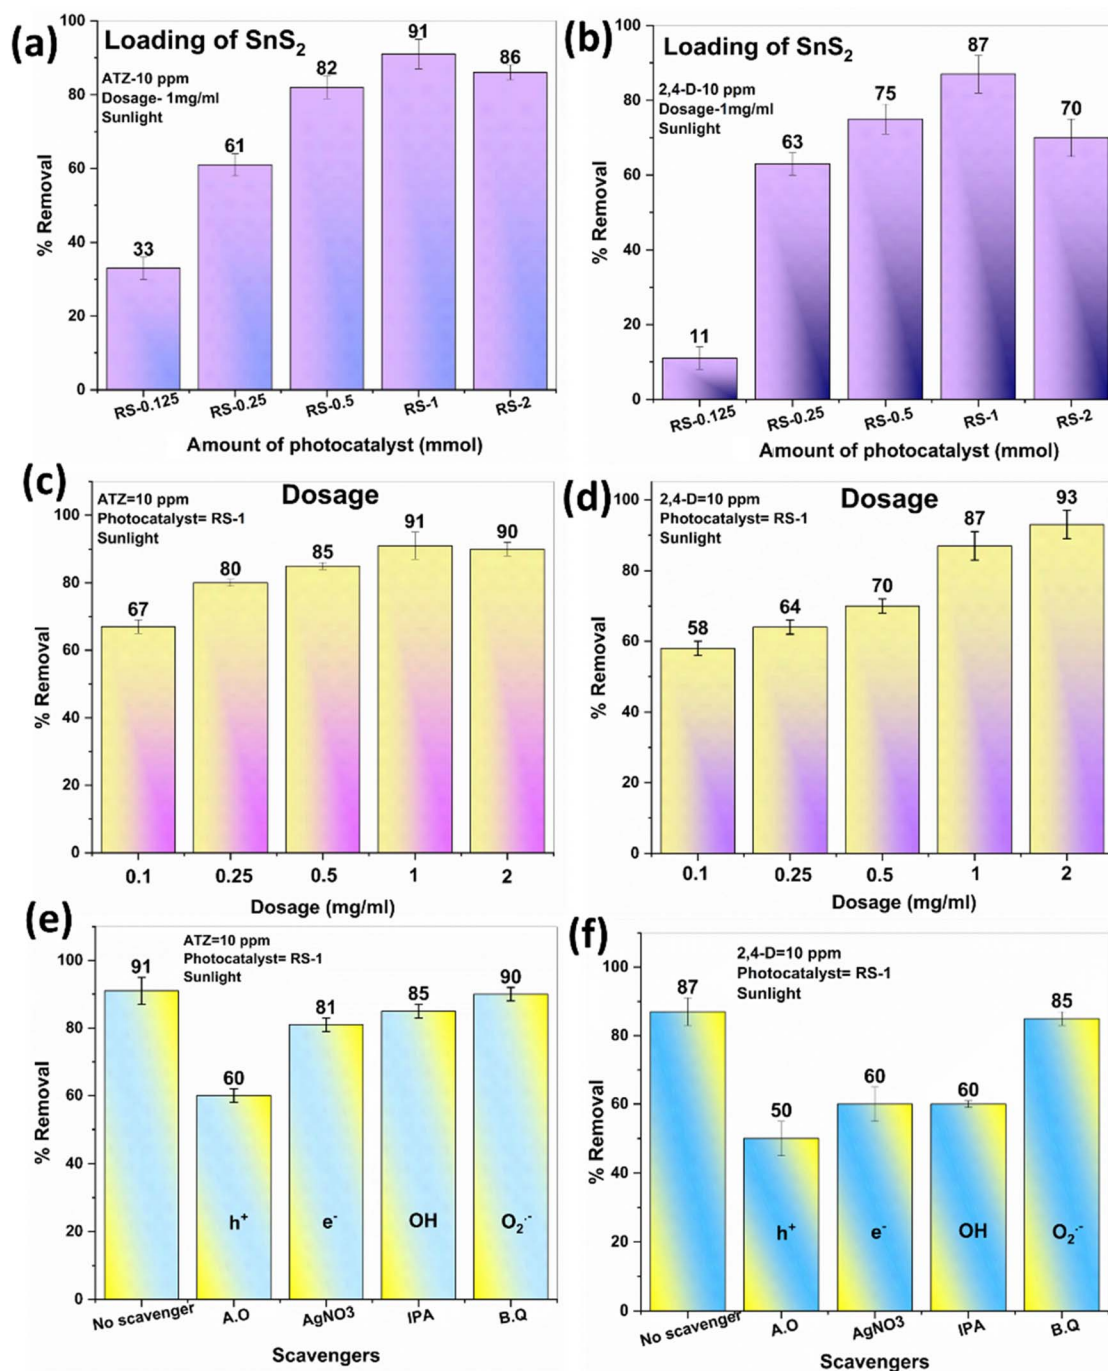 (a)
Loading of SnS₂
ATZ-10 ppm
Dosage- 1mg/ml
Sunlight
% Removal
100
80
60
40
20
0
33
61
82
91
86
RS-0.125
RS-0.25
RS-0.5
RS-1
RS-2
Amount of photocatalyst (mmol)
(b)
Loading of SnS₂
2,4-D-10 ppm
Dosage-1mg/ml
Sunlight
% Removal
100
80
60
40
20
0
11
63
75
87
70
RS-0.125
RS-0.25
RS-0.5
RS-1
RS-2
Amount of photocatalyst (mmol)
(c)
Dosage
ATZ=10 ppm
Photocatalyst= RS-1
Sunlight
% Removal
100
80
60
40
20
0
67
80
85
91
90
0.1
0.25
0.5
1
2
Dosage (mg/ml)
(d)
Dosage
2,4-D=10 ppm
Photocatalyst= RS-1
Sunlight
% Removal
100
80
60
40
20
0
58
64
70
87
93
0.1
0.25
0.5
1
2
Dosage (mg/ml)
(e)
ATZ=10 ppm
Photocatalyst= RS-1
Sunlight
% Removal
100
80
60
40
20
0
91
60
81
85
90
h⁺
e⁻
OH
O₂·⁻
No scavenger
A.O
AgNO3
IPA
B.Q
Scavengers
(f)
2,4-D=10 ppm
Photocatalyst= RS-1
Sunlight
% Removal
100
80
60
40
20
0
87
50
60
60
85
h⁺
e⁻
OH
O₂·⁻
No scavenger
A.O
AgNO3
IPA
B.Q
Scavengers